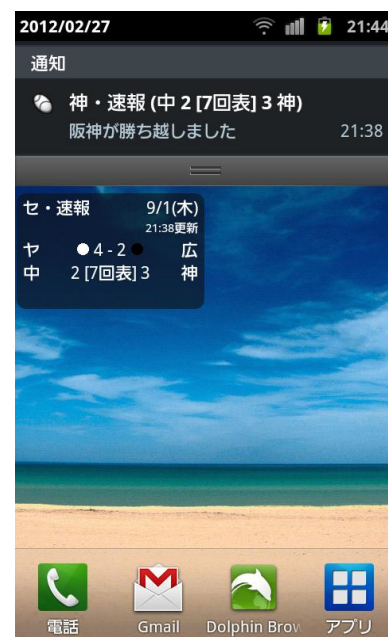 2012/02/27 21:44
通知
神・速報 (中 2 [7回表] 3 神)
阪神が勝ち越しました 21:38
セ・速報 9/1(木)
21:38更新
ヤ ●4-2● 広
中 2 [7回表] 3 神
電話 Gmail Dolphin Brow アプリ